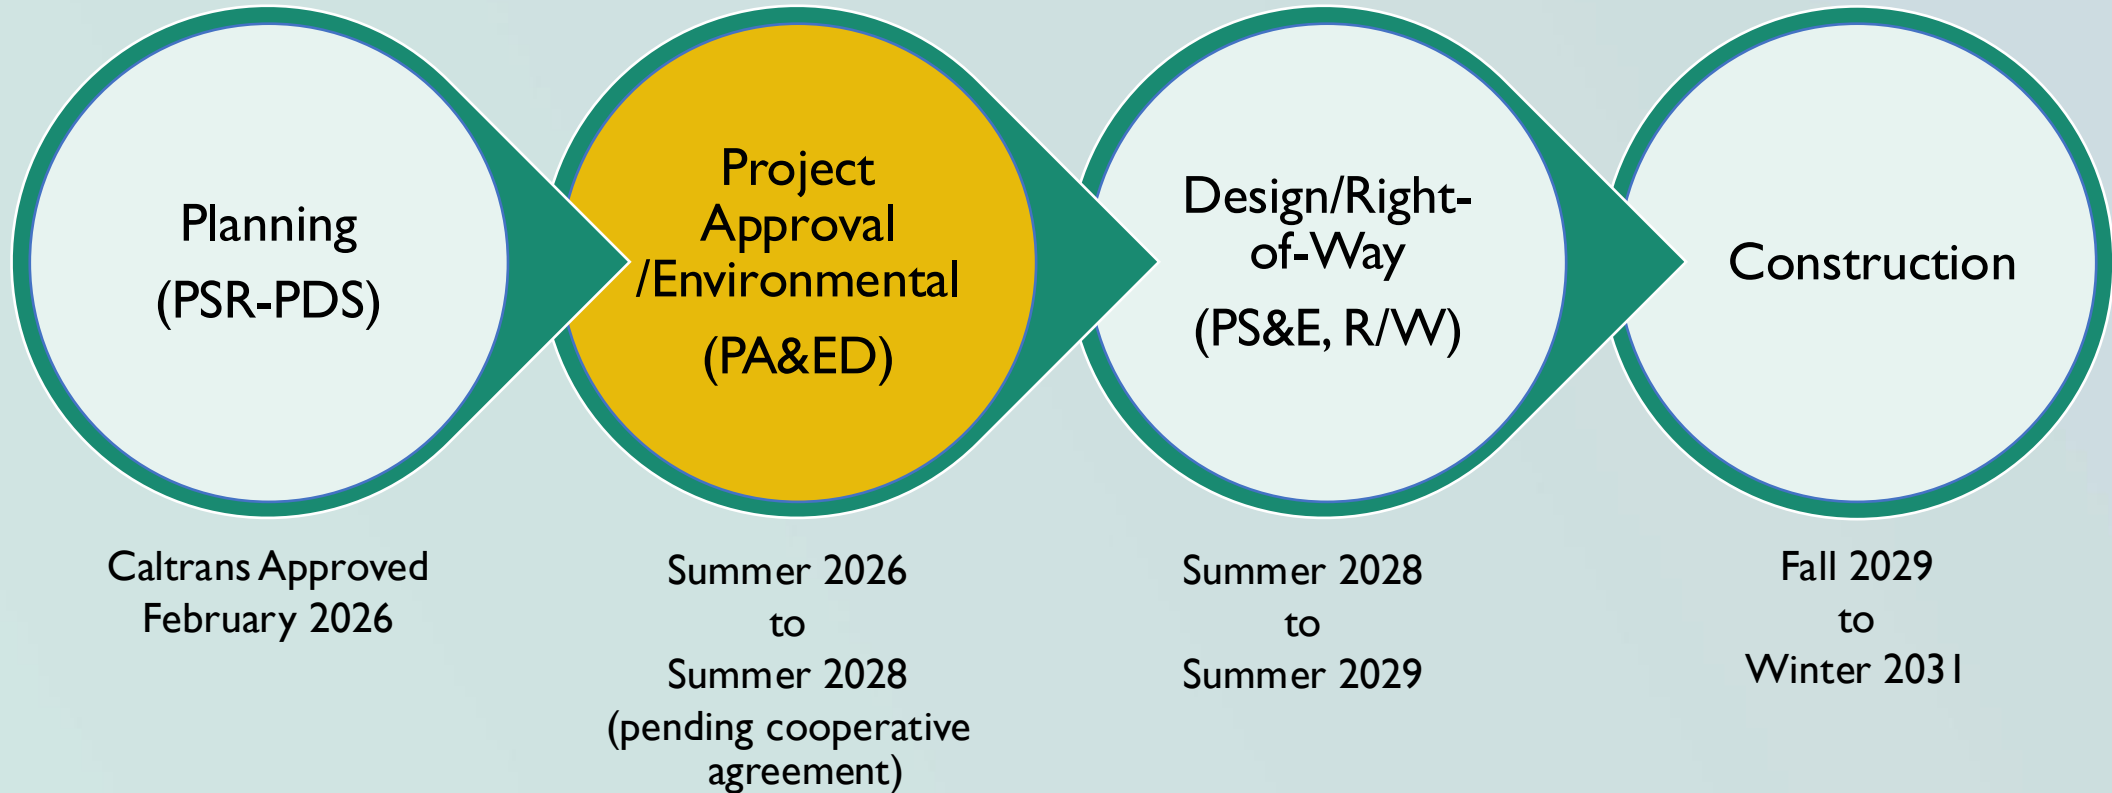 Planning
(PSR-PDS)
Project
Approval
/Environmental
(PA&ED)
Design/Right-
of-Way
(PS&E, R/W)
Construction
Caltrans Approved
February 2026
Summer 2026
to
Summer 2028
(pending cooperative
agreement)
Summer 2028
to
Summer 2029
Fall 2029
to
Winter 2031